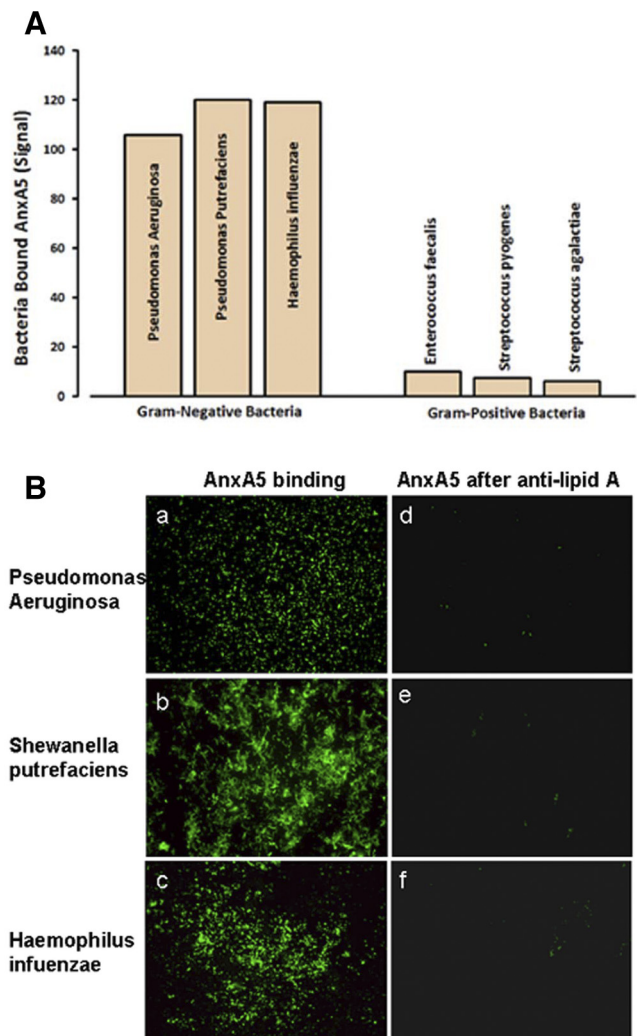 A
140
120
100
80
60
40
20
0
Bacteria Bound AnxA5 (Signal)
Pseudomonas Aeruginosa
Pseudomonas Putrefaciens
Haemophilus influenzae
Enterococcus faecalis
Streptococcus pyogenes
Streptococcus agalactiae
Gram-Negative Bacteria
Gram-Positive Bacteria
B
AnxA5 binding
AnxA5 after anti-lipid A
Pseudomonas
Aeruginosa
a
d
Shewanella
putrefaciens
b
e
Haemophilus
infuenzae
c
f